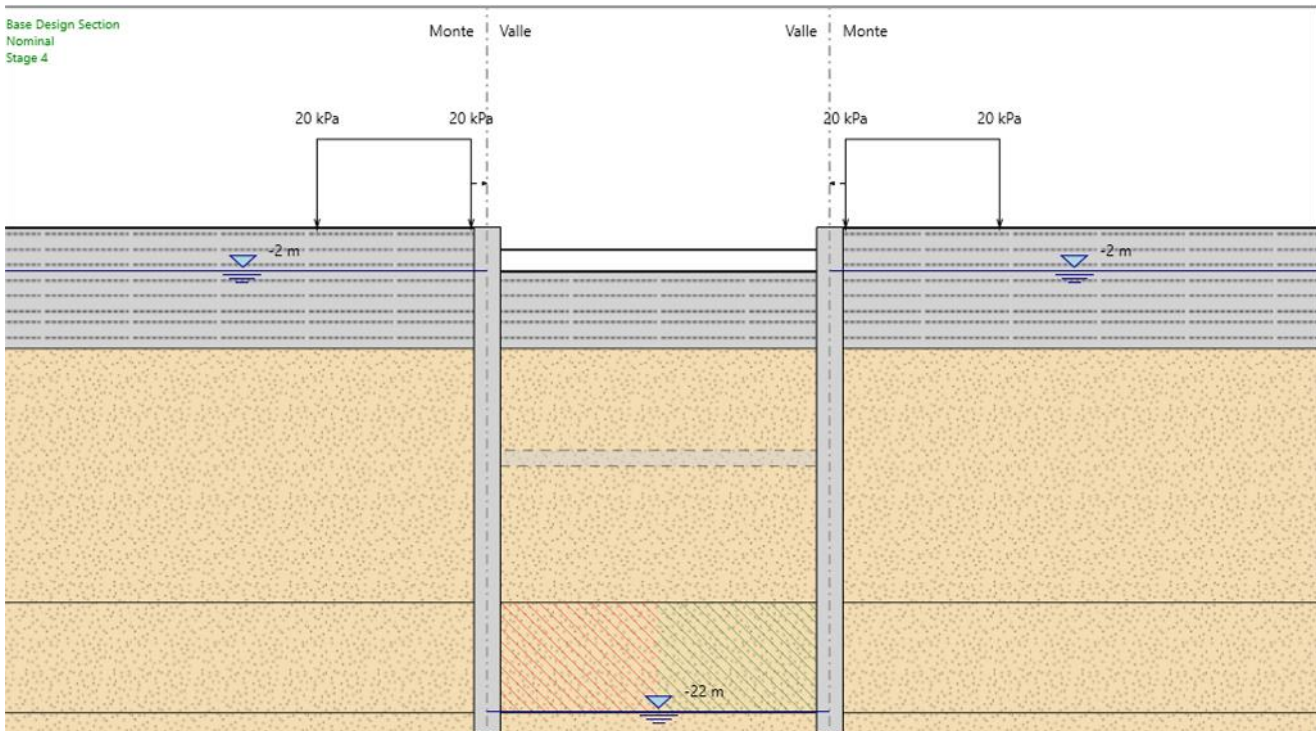 Base Design Section
Nominal
Stage 4
Monte Valle Valle Monte
20 kPa 20 kPa 20 kPa 20 kPa
-2 m -2 m
-22 m